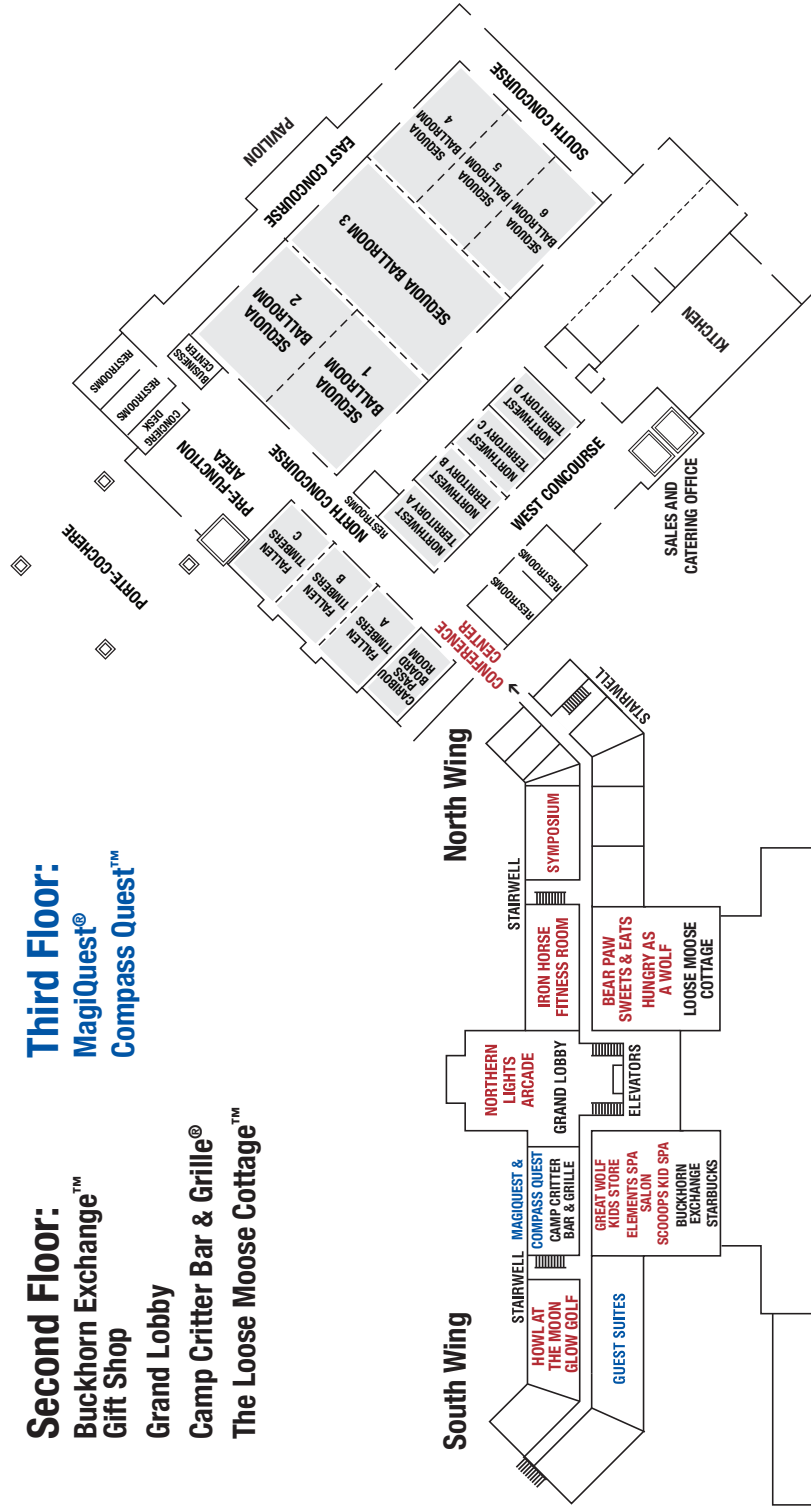 Second Floor:
Buckhorn Exchange™
Gift Shop
Grand Lobby
Camp Critter Bar & Grille®
The Loose Moose Cottage™
Third Floor:
MagiQuest®
Compass Quest™
South Wing
North Wing
STAIRWELL
HOWL AT
THE MOON
GLOW GOLF
GUEST SUITES
MAGIQUEST &
COMPASS QUEST
CAMP CRITTER
BAR & GRILLE
GREAT WOLF
KIDS STORE
ELEMENTS SPA
SALON
SCOOOPS KID SPA
BUCKHORN
EXCHANGE
STARBUCKS
NORTHERN
LIGHTS
ARCADE
GRAND LOBBY
ELEVATORS
IRON HORSE
FITNESS ROOM
BEAR PAW
SWEETS & EATS
HUNGRY AS
A WOLF
LOOSE MOOSE
COTTAGE
STAIRWELL
SYMPOSIUM
STAIRWELL
CONFERENCE
CENTER
PORTE-COCHERE
PRE-FUNCTION
AREA
CONCIERG
DESK
RESTROOMS
RESTROOMS
BUSINESS
CENTER
PAVILION
EAST CONCOURSE
NORTH CONCOURSE
SOUTH CONCOURSE
WEST CONCOURSE
CARIBOU
PASS
BOARD
ROOM
FALLEN
TIMBERS
A
FALLEN
TIMBERS
B
FALLEN
TIMBERS
C
RESTROOMS
SEQUOIA
BALLROOM
1
SEQUOIA
BALLROOM
2
SEQUOIA BALLROOM 3
SEQUOIA
BALLROOM
4
SEQUOIA
BALLROOM
5
SEQUOIA
BALLROOM
6
NORTHWEST
TERRITORY A
NORTHWEST
TERRITORY B
NORTHWEST
TERRITORY C
NORTHWEST
TERRITORY D
RESTROOMS
RESTROOMS
SALES AND
CATERING OFFICE
KITCHEN